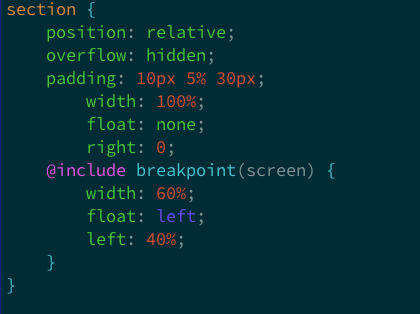 section {
    position: relative;
    overflow: hidden;
    padding: 10px 5% 30px;
        width: 100%;
        float: none;
        right: 0;
    @include breakpoint(screen) {
        width: 60%;
        float: left;
        left: 40%;
    }
}